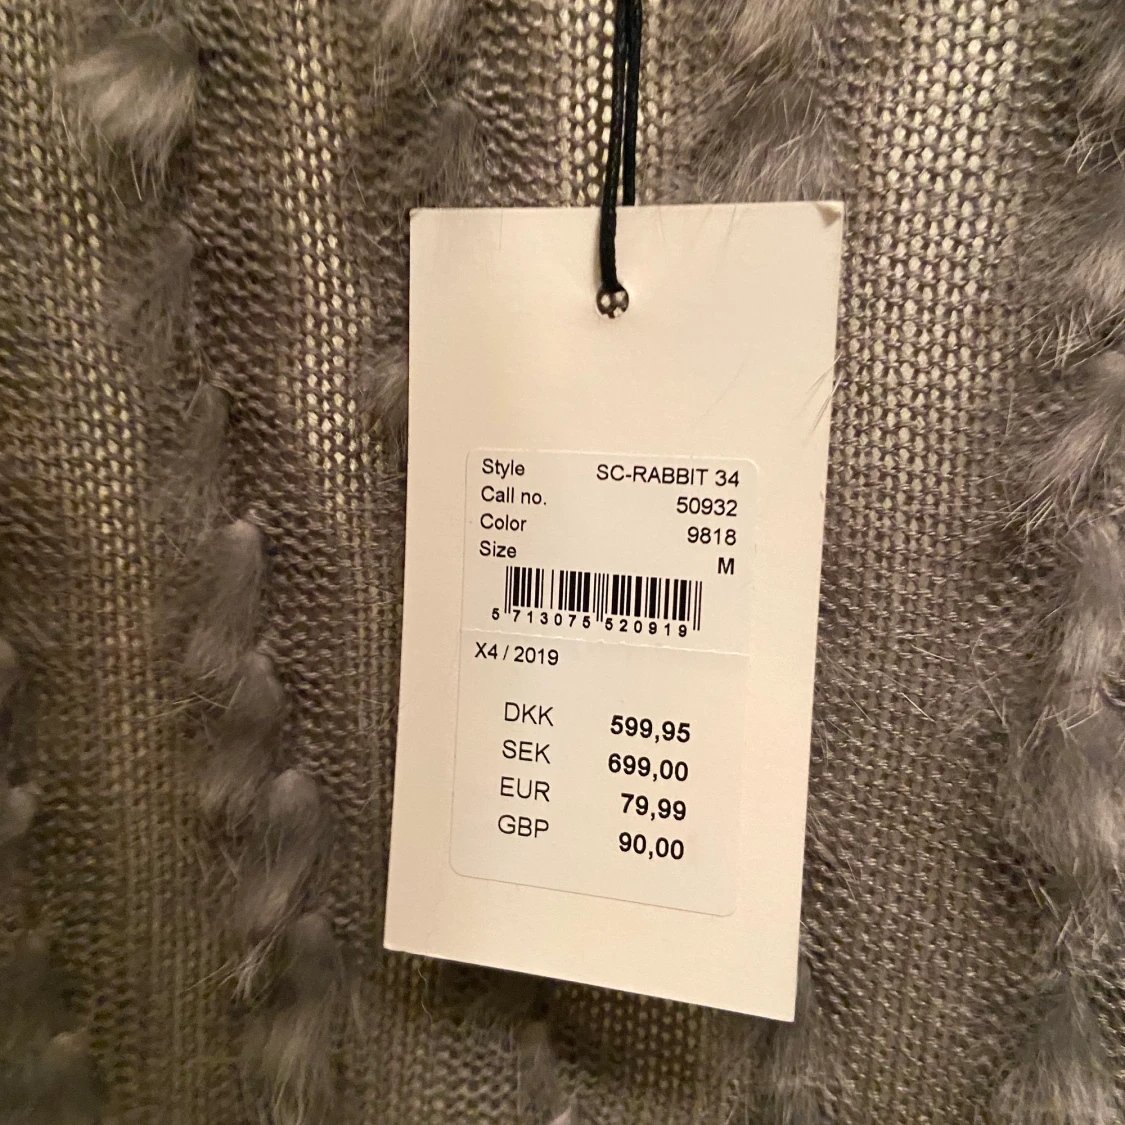 Style SC-RABBIT 34
Call no. 50932
Color 9818
Size M
5 713075 520919
X4 / 2019
DKK 599,95
SEK 699,00
EUR 79,99
GBP 90,00